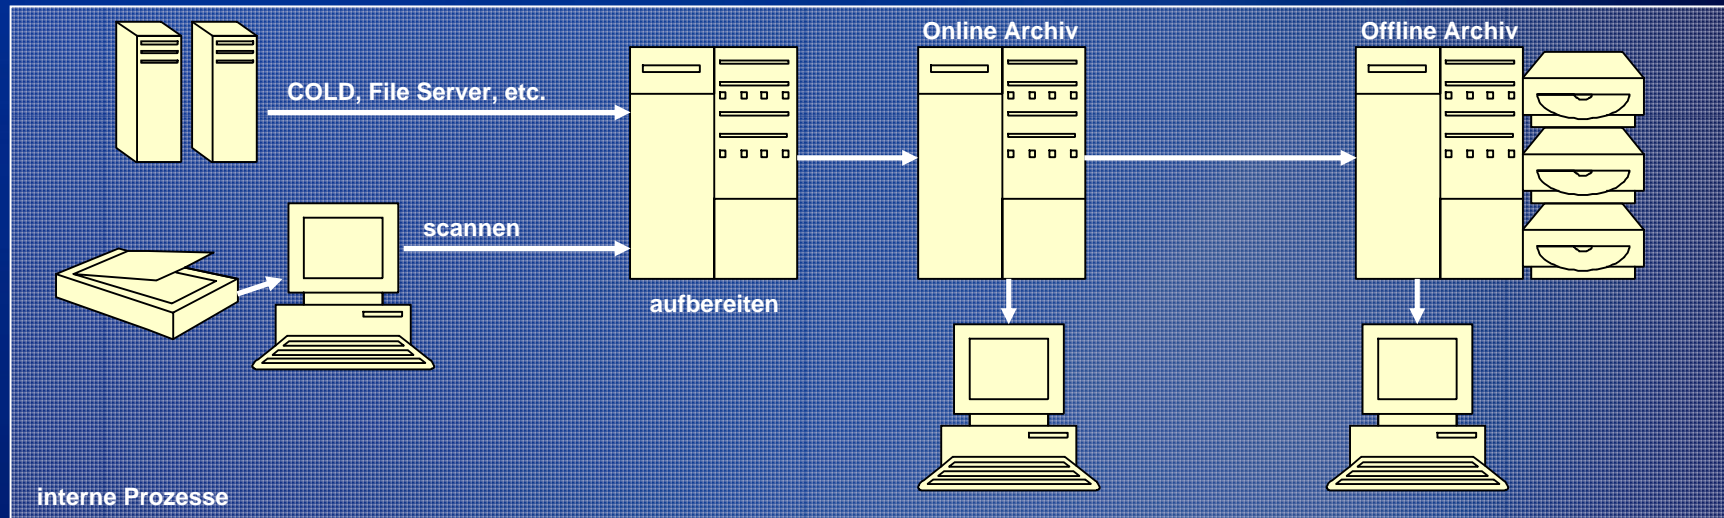 Online Archiv
Offline Archiv
COLD, File Server, etc.
scannen
aufbereiten
interne Prozesse